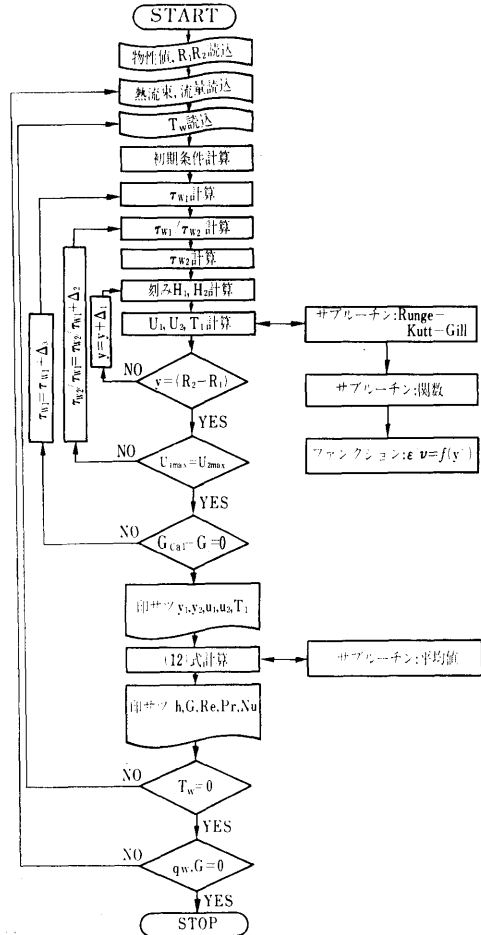 START
物性値, R₁R₂読込
熱流束, 流量読込
Tw読込
初期条件計算
τw₁計算
τw₁/τw₂計算
τw₂計算
刻みH₁, H₂計算
U₁, U₂, T₁計算
サブルーチン:Runge−
Kutt−Gill
サブルーチン:関数
ファンクション:ε ν=f(y⁺)
y=y+Δ₁
τw₂/τw₁=τw₂/τw₁+Δ₂
τw₁=τw₁+Δ₃
NO
y=(R₂−R₁)
YES
NO
U₁max=U₂max
YES
NO
GCal−G=0
YES
印サツ y₁,y₂,u₁,u₂,T₁
(12)式計算
サブルーチン:平均値
印サツ h,G,Re,Pr,Nu
NO
Tw=0
YES
NO
qw.G=0
YES
STOP